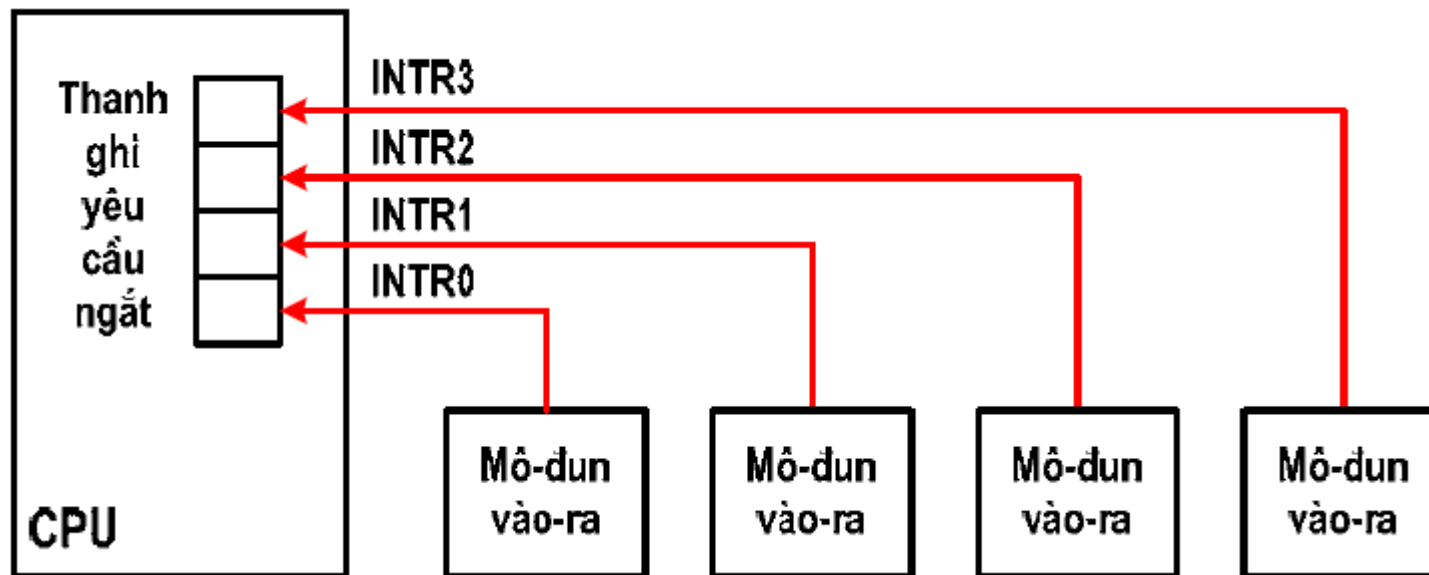 Thanh
ghi
yêu
cầu
ngắt
INTR3
INTR2
INTR1
INTR0
CPU
Mô-đun
vào-ra
Mô-đun
vào-ra
Mô-đun
vào-ra
Mô-đun
vào-ra